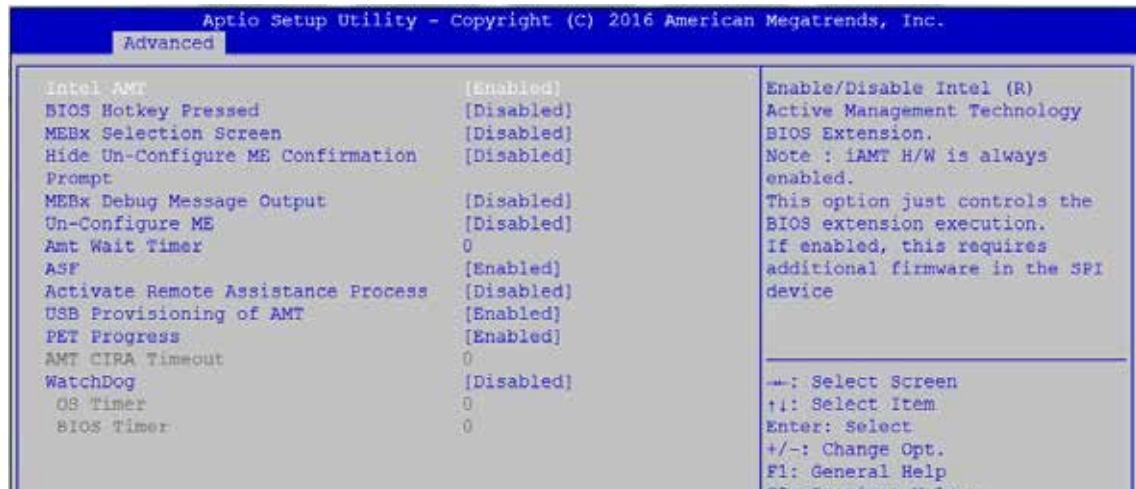 Aptio Setup Utility - Copyright (C) 2016 American Megatrends, Inc.
Advanced
Intel AMT [Enabled]
BIOS Hotkey Pressed [Disabled]
MEBx Selection Screen [Disabled]
Hide Un-Configure ME Confirmation [Disabled]
Prompt
MEBx Debug Message Output [Disabled]
Un-Configure ME [Disabled]
Amt Wait Timer 0
ASF [Enabled]
Activate Remote Assistance Process [Disabled]
USB Provisioning of AMT [Enabled]
PET Progress [Enabled]
AMT CIRA Timeout 0
WatchDog [Disabled]
OS Timer 0
BIOS Timer 0
Enable/Disable Intel (R)
Active Management Technology
BIOS Extension.
Note : iAMT H/W is always
enabled.
This option just controls the
BIOS extension execution.
If enabled, this requires
additional firmware in the SPI
device
→←: Select Screen
↑↓: Select Item
Enter: Select
+/-: Change Opt.
F1: General Help